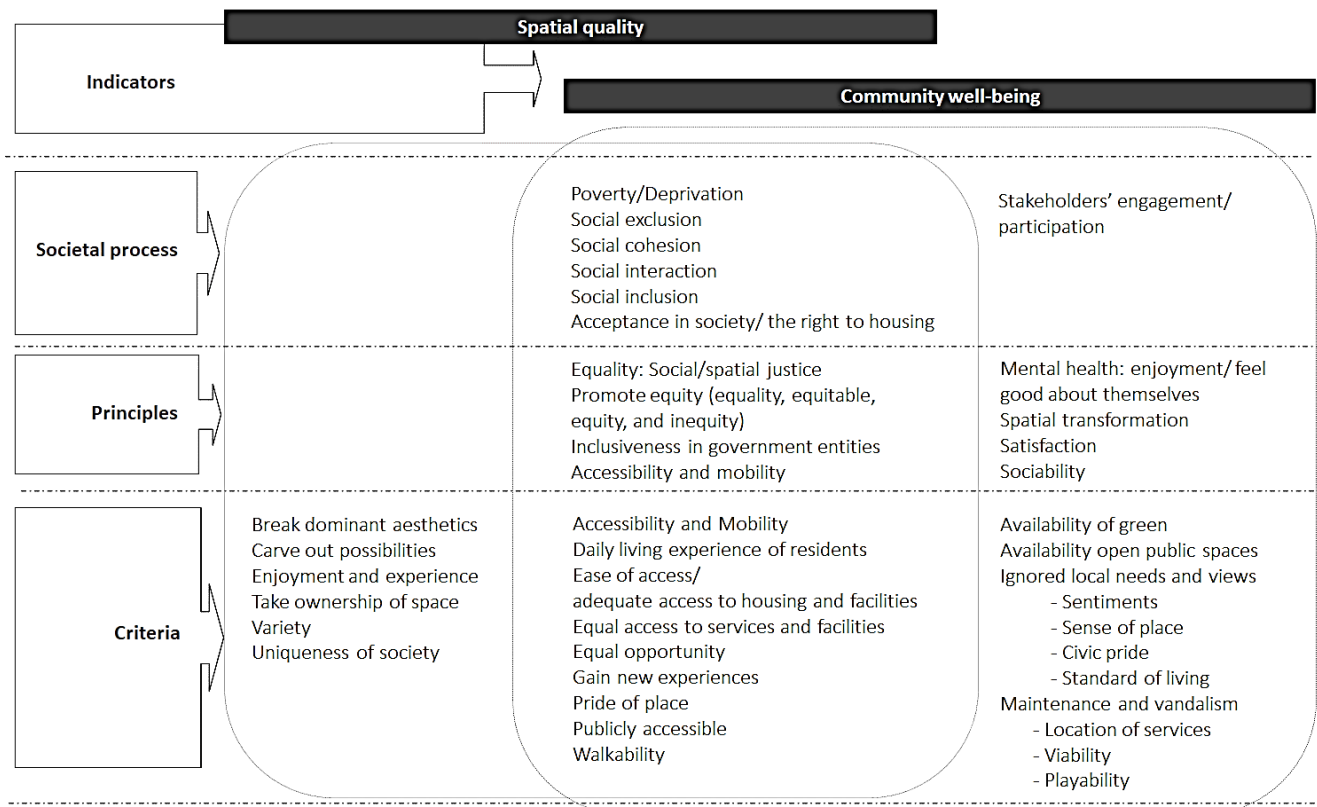 Spatial quality
Indicators
Community well-being
Societal process
Poverty/Deprivation
Social exclusion
Social cohesion
Social interaction
Social inclusion
Acceptance in society/ the right to housing
Stakeholders’ engagement/
participation
Principles
Equality: Social/spatial justice
Promote equity (equality, equitable,
equity, and inequity)
Inclusiveness in government entities
Accessibility and mobility
Mental health: enjoyment/ feel
good about themselves
Spatial transformation
Satisfaction
Sociability
Criteria
Break dominant aesthetics
Carve out possibilities
Enjoyment and experience
Take ownership of space
Variety
Uniqueness of society
Accessibility and Mobility
Daily living experience of residents
Ease of access/
adequate access to housing and facilities
Equal access to services and facilities
Equal opportunity
Gain new experiences
Pride of place
Publicly accessible
Walkability
Availability of green
Availability open public spaces
Ignored local needs and views
- Sentiments
- Sense of place
- Civic pride
- Standard of living
Maintenance and vandalism
- Location of services
- Viability
- Playability